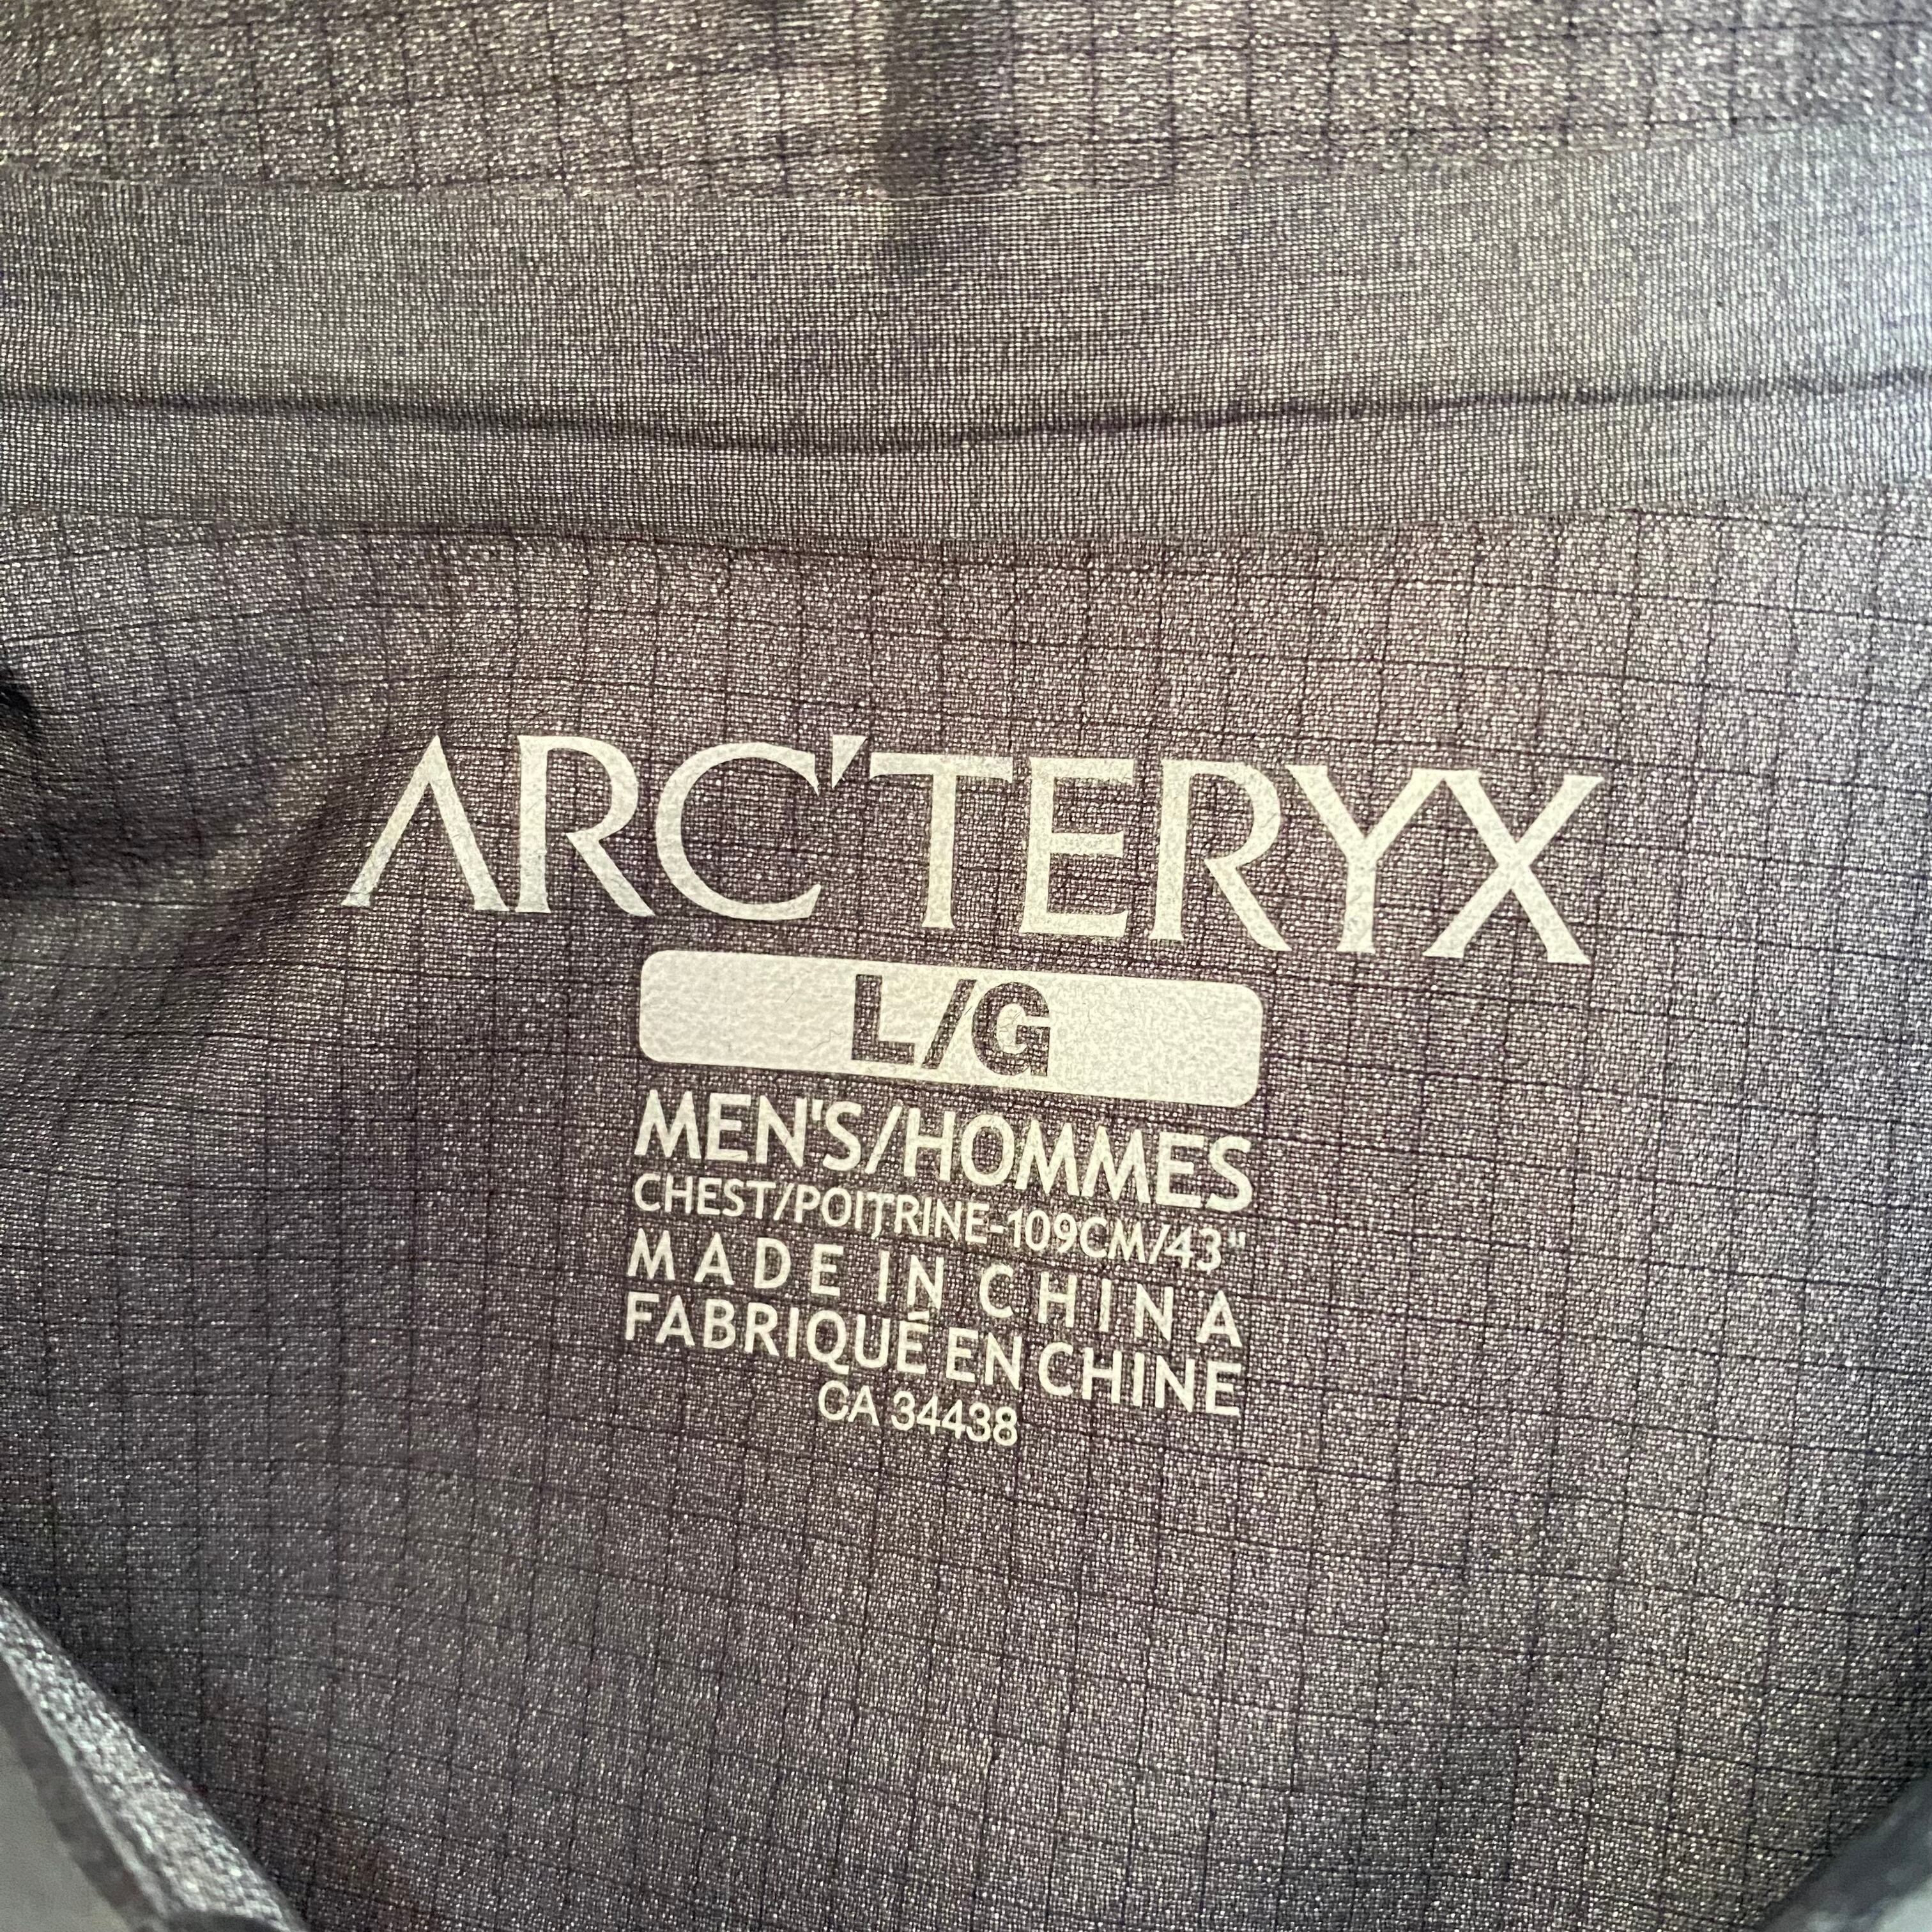 ARC'TERYX
L/G
MEN'S/HOMMES
CHEST/POITRINE-109CM/43"
MADE IN CHINA
FABRIQUÉ EN CHINE
CA 34438